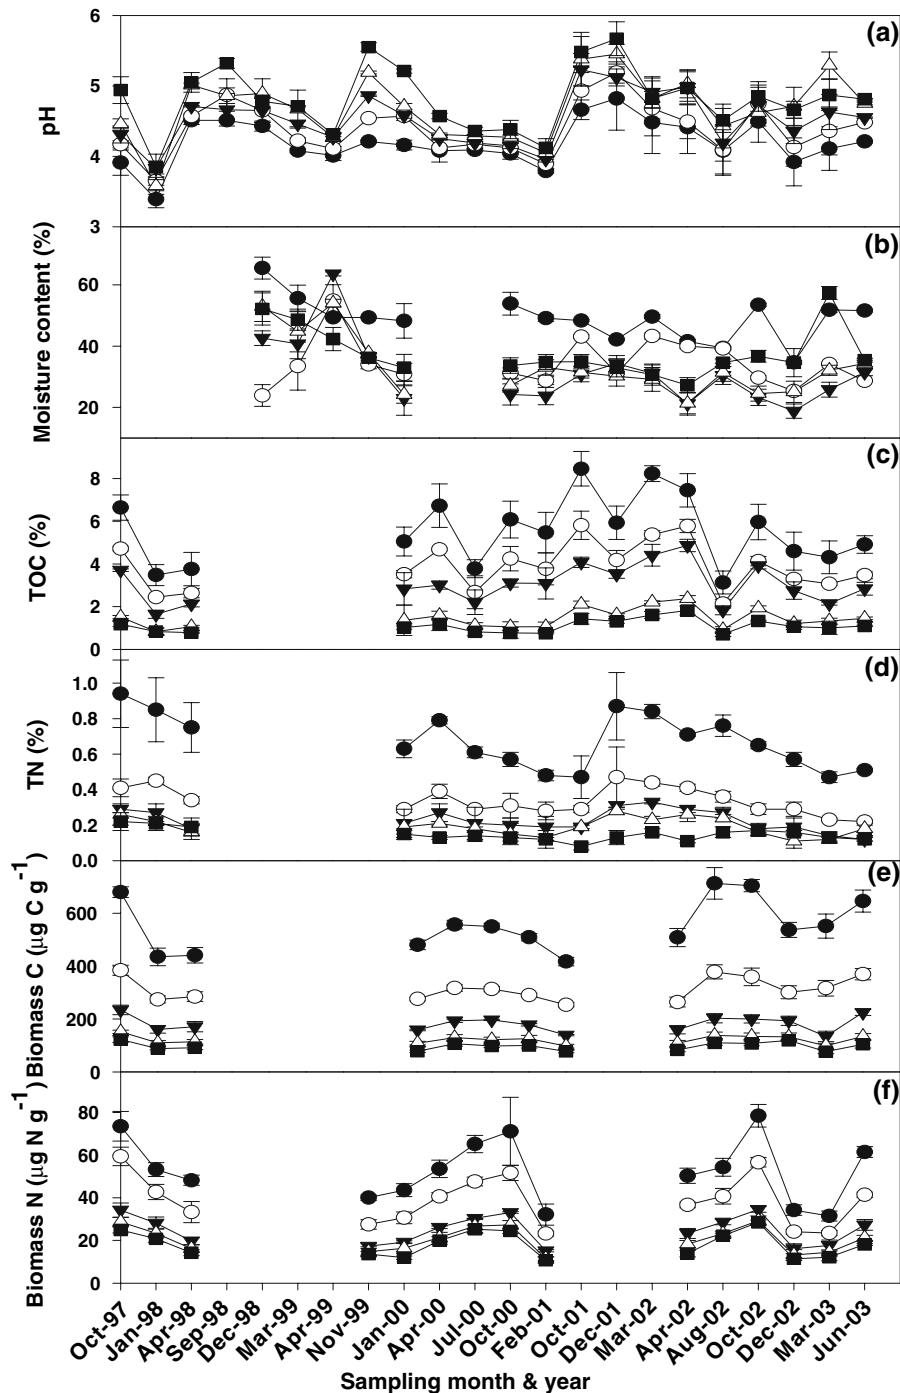 (a)
pH
6
5
4
3
(b)
Moisture content (%)
60
40
20
(c)
TOC (%)
8
6
4
2
0
(d)
TN (%)
1.0
0.8
0.6
0.4
0.2
0.0
(e)
Biomass C (µg C g⁻¹)
600
400
200
0
(f)
Biomass N (µg N g⁻¹)
80
60
40
20
0
Oct-97
Jan-98
Apr-98
Sep-98
Dec-98
Mar-99
Apr-99
Nov-99
Jan-00
Apr-00
Jul-00
Oct-00
Feb-01
Oct-01
Dec-01
Mar-02
Apr-02
Aug-02
Oct-02
Dec-02
Mar-03
Jun-03
Sampling month & year